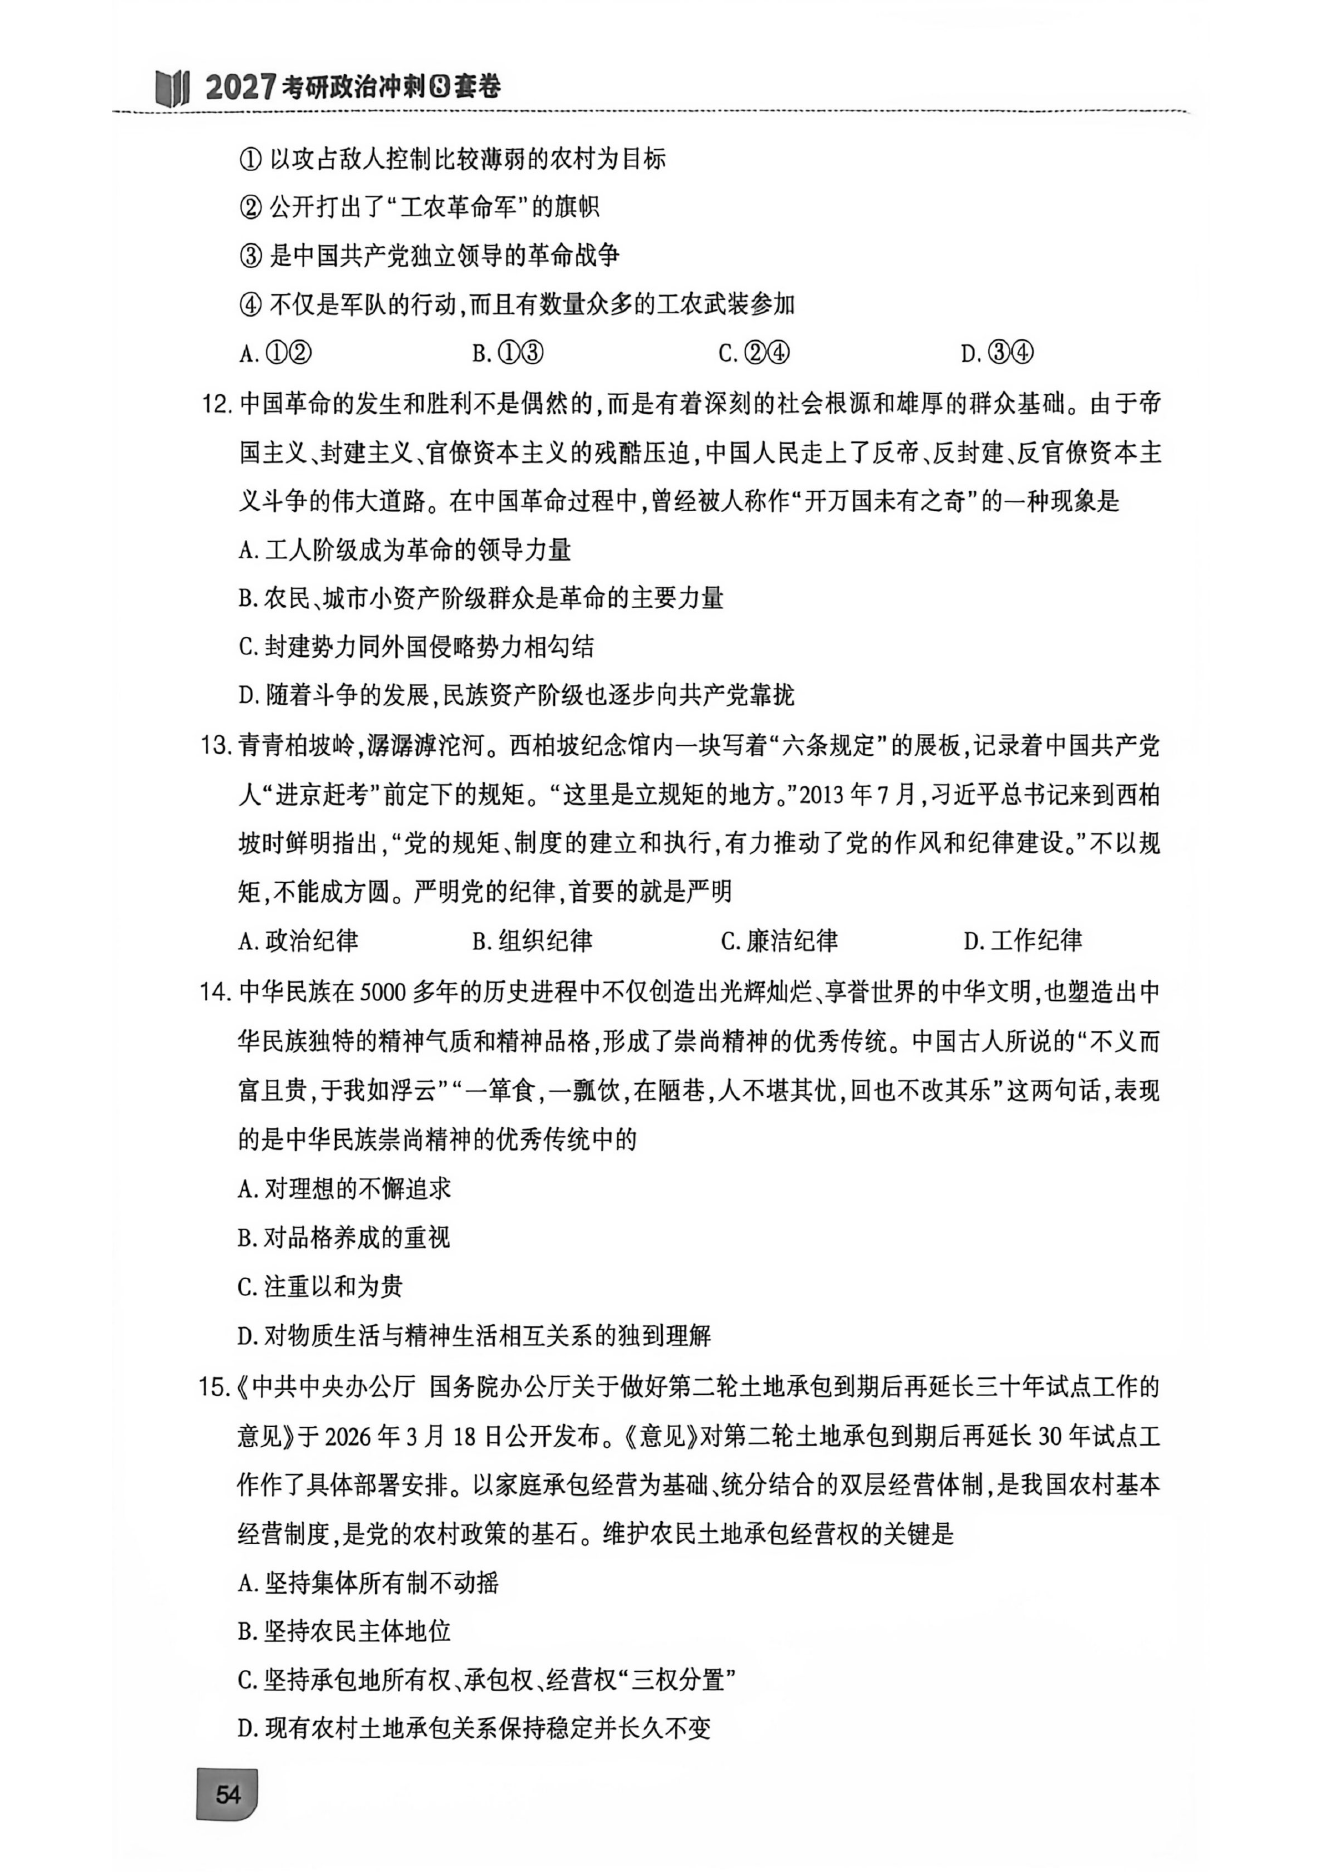 2027考研政治冲刺⑧套卷
① 以攻占敌人控制比较薄弱的农村为目标
② 公开打出了“工农革命军”的旗帜
③ 是中国共产党独立领导的革命战争
④ 不仅是军队的行动,而且有数量众多的工农武装参加
A. ①② B. ①③ C. ②④ D. ③④
12. 中国革命的发生和胜利不是偶然的,而是有着深刻的社会根源和雄厚的群众基础。由于帝
国主义、封建主义、官僚资本主义的残酷压迫,中国人民走上了反帝、反封建、反官僚资本主
义斗争的伟大道路。在中国革命过程中,曾经被人称作“开万国未有之奇”的一种现象是
A. 工人阶级成为革命的领导力量
B. 农民、城市小资产阶级群众是革命的主要力量
C. 封建势力同外国侵略势力相勾结
D. 随着斗争的发展,民族资产阶级也逐步向共产党靠拢
13. 青青柏坡岭,潺潺滹沱河。西柏坡纪念馆内一块写着“六条规定”的展板,记录着中国共产党
人“进京赶考”前定下的规矩。“这里是立规矩的地方。”2013 年 7 月,习近平总书记来到西柏
坡时鲜明指出,“党的规矩、制度的建立和执行,有力推动了党的作风和纪律建设。”不以规
矩,不能成方圆。严明党的纪律,首要的就是严明
A. 政治纪律 B. 组织纪律 C. 廉洁纪律 D. 工作纪律
14. 中华民族在 5000 多年的历史进程中不仅创造出光辉灿烂、享誉世界的中华文明,也塑造出中
华民族独特的精神气质和精神品格,形成了崇尚精神的优秀传统。中国古人所说的“不义而
富且贵,于我如浮云”“一箪食,一瓢饮,在陋巷,人不堪其忧,回也不改其乐”这两句话,表现
的是中华民族崇尚精神的优秀传统中的
A. 对理想的不懈追求
B. 对品格养成的重视
C. 注重以和为贵
D. 对物质生活与精神生活相互关系的独到理解
15. 《中共中央办公厅 国务院办公厅关于做好第二轮土地承包到期后再延长三十年试点工作的
意见》于 2026 年 3 月 18 日公开发布。《意见》对第二轮土地承包到期后再延长 30 年试点工
作作了具体部署安排。以家庭承包经营为基础、统分结合的双层经营体制,是我国农村基本
经营制度,是党的农村政策的基石。维护农民土地承包经营权的关键是
A. 坚持集体所有制不动摇
B. 坚持农民主体地位
C. 坚持承包地所有权、承包权、经营权“三权分置”
D. 现有农村土地承包关系保持稳定并长久不变
54